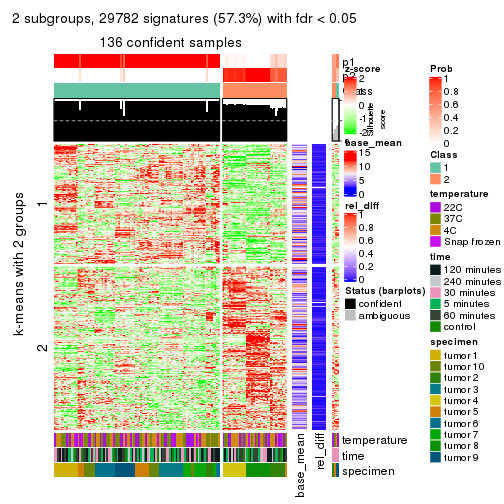 2 subgroups, 29782 signatures (57.3%) with fdr < 0.05
136 confident samples
k-means with 2 groups
1
2
p1
p2
z-score
2
1
0
-1
-2
Silhouette
score
base_mean
15
10
5
0
rel_diff
1
0.8
0.6
0.4
0.2
0
Status (barplots)
confident
ambiguous
Prob
1
0.8
0.6
0.4
0.2
0
Class
1
2
temperature
22C
37C
4C
Snap frozen
time
120 minutes
240 minutes
30 minutes
5 minutes
60 minutes
control
specimen
tumor 1
tumor 10
tumor 2
tumor 3
tumor 4
tumor 5
tumor 6
tumor 7
tumor 8
tumor 9
temperature
time
specimen
base_mean
rel_diff